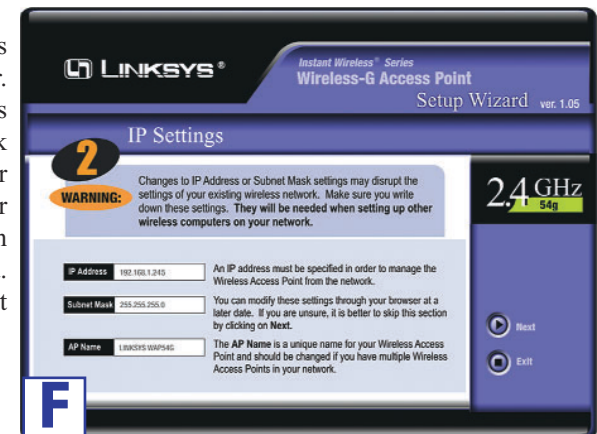 s
r.
s
k
r
r
n
..
t
LINKSYS®
Instant Wireless® Series
Wireless-G Access Point
Setup Wizard ver. 1.05
IP Settings
2
WARNING:
Changes to IP Address or Subnet Mask settings may disrupt the
settings of your existing wireless network. Make sure you write
down these settings. They will be needed when setting up other
wireless computers on your network.
2.4 GHz
54g
IP Address 192.168.1.245
An IP address must be specified in order to manage the
Wireless Access Point from the network.
Subnet Mask 255.255.255.0
You can modify these settings through your browser at a
later date. If you are unsure, it is better to skip this section
by clicking on Next.
AP Name LINKSYS WAP54G
The AP Name is a unique name for your Wireless Access
Point and should be changed if you have multiple Wireless
Access Points in your network.
Next
Exit
F